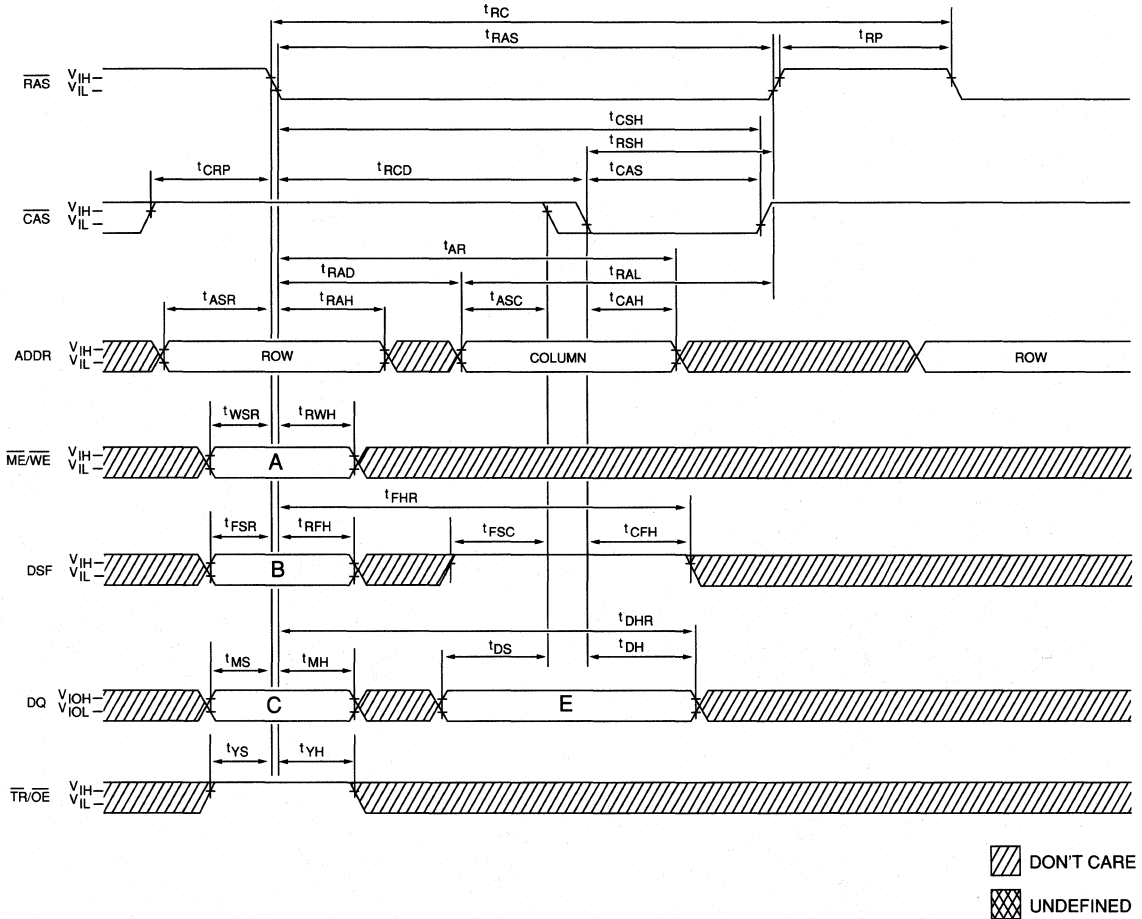 tRC
tRAS
tRP
RAS
VIH
VIL
tCSH
tRSH
tCRP
tRCD
tCAS
CAS
VIH
VIL
tAR
tRAD
tRAL
tASR
tRAH
tASC
tCAH
ADDR
VIH
VIL
ROW
COLUMN
ROW
tWSR
tRWH
ME/WE
VIH
VIL
A
tFHR
tFSR
tRFH
tFSC
tCFH
DSF
VIH
VIL
B
tDHR
tMS
tMH
tDS
tDH
DQ
VIOH
VIOL
C
E
tYS
tYH
TR/OE
VIH
VIL
DON'T CARE
UNDEFINED